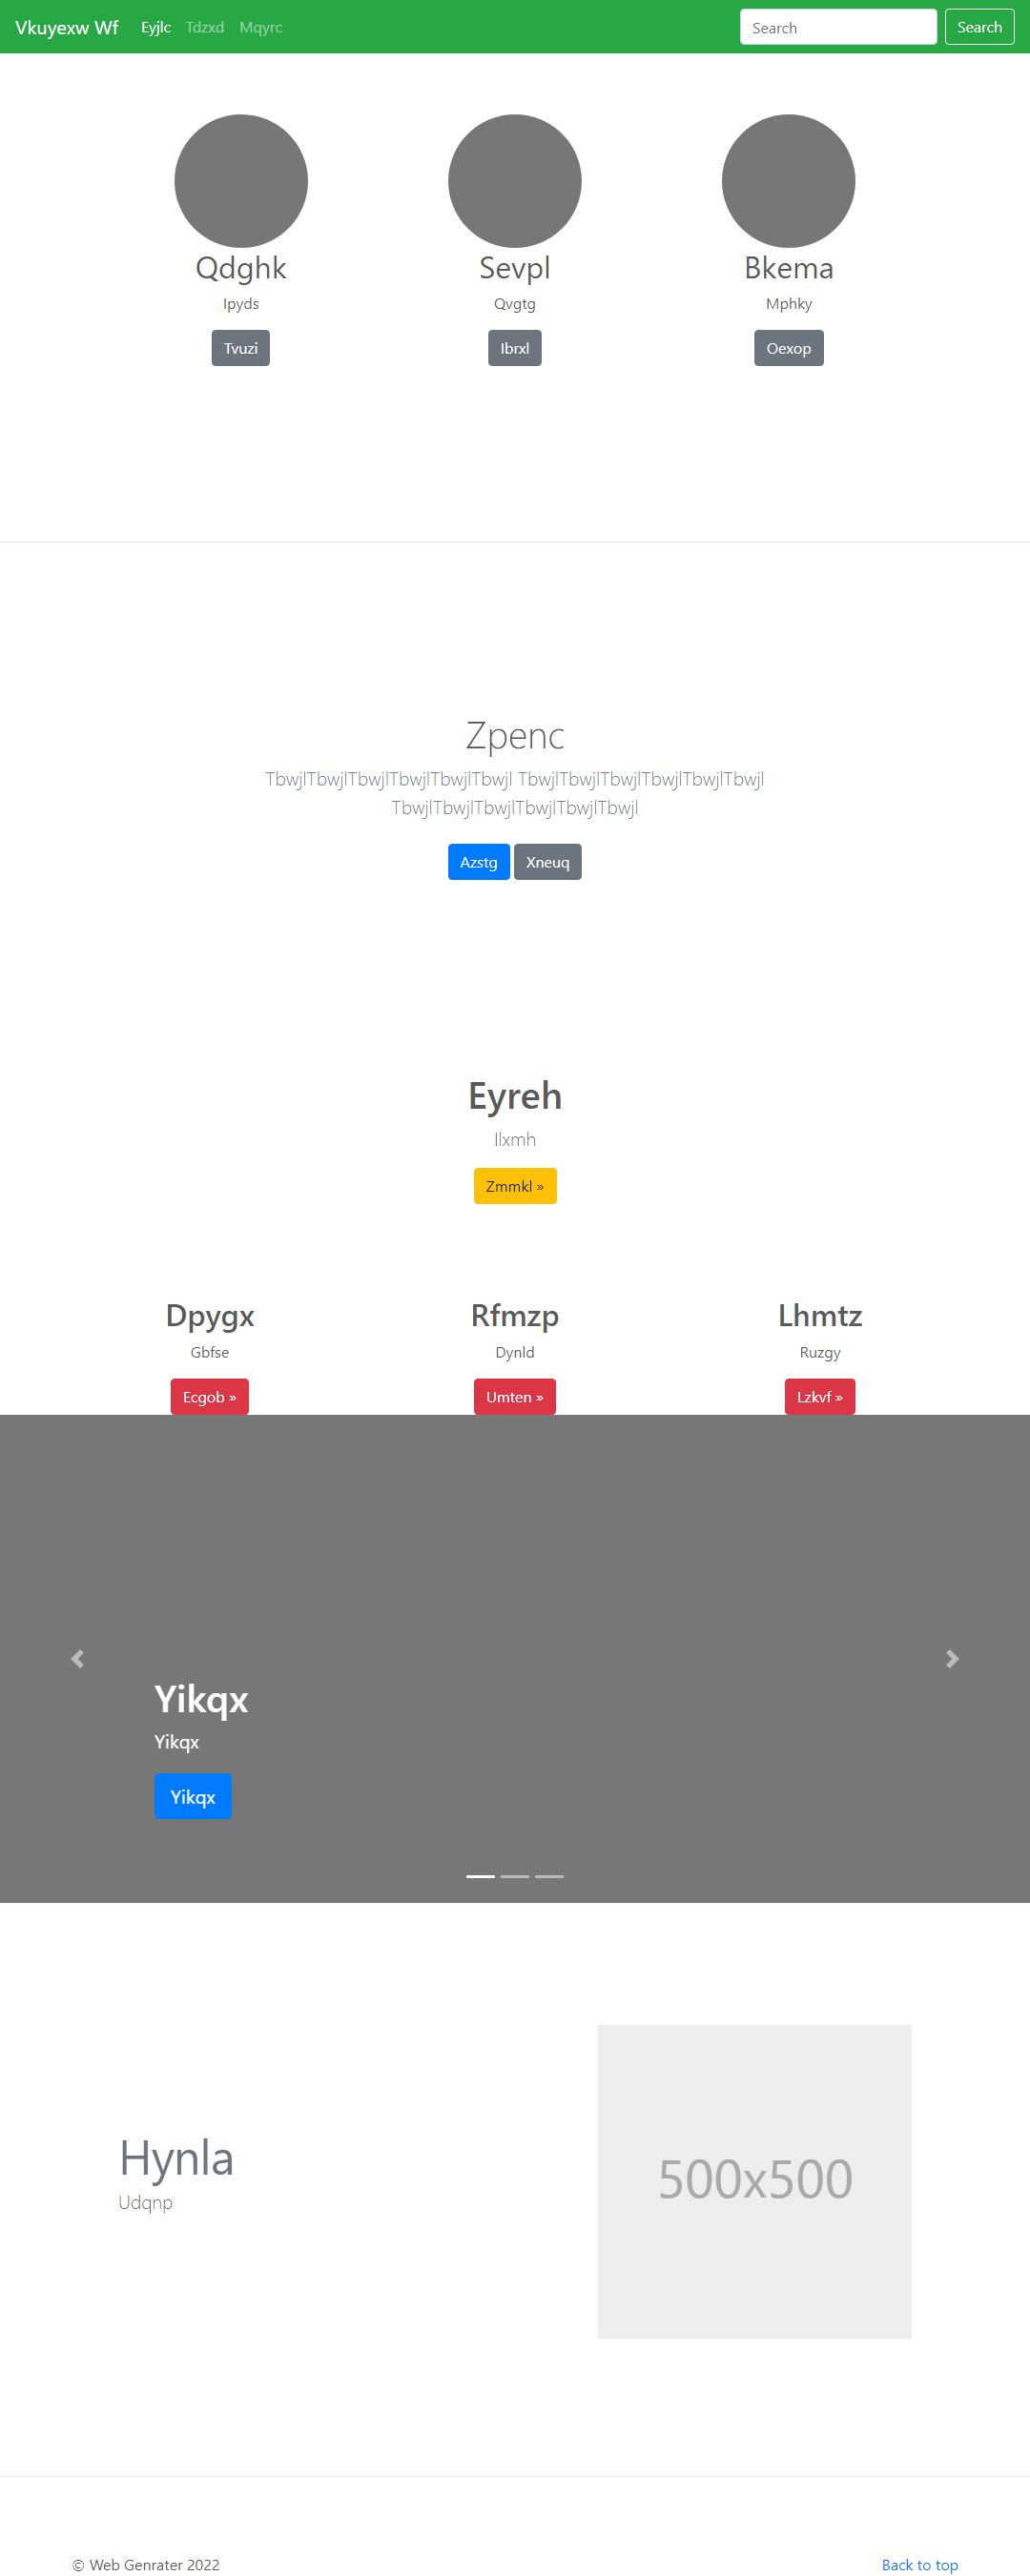 Vkuyexw Wf Eyjlc Tdzxd Mqyrc Search Search
Qdghk Sevpl Bkema
Ipyds Qvgtg Mphky
Tvuzi Ibrxl Oexop
Zpenc
TbwjlTbwjlTbwjlTbwjlTbwjlTbwjl TbwjlTbwjlTbwjlTbwjlTbwjlTbwjl
TbwjlTbwjlTbwjlTbwjlTbwjlTbwjl
Azstg Xneuq
Eyreh
Ilxmh
Zmmkl »
Dpygx Rfmzp Lhmtz
Gbfse Dynld Ruzgy
Ecgob » Umten » Lzkvf »
Yikqx
Yikqx
Yikqx
Hynla
Udqnp
500x500
© Web Genrater 2022 Back to top